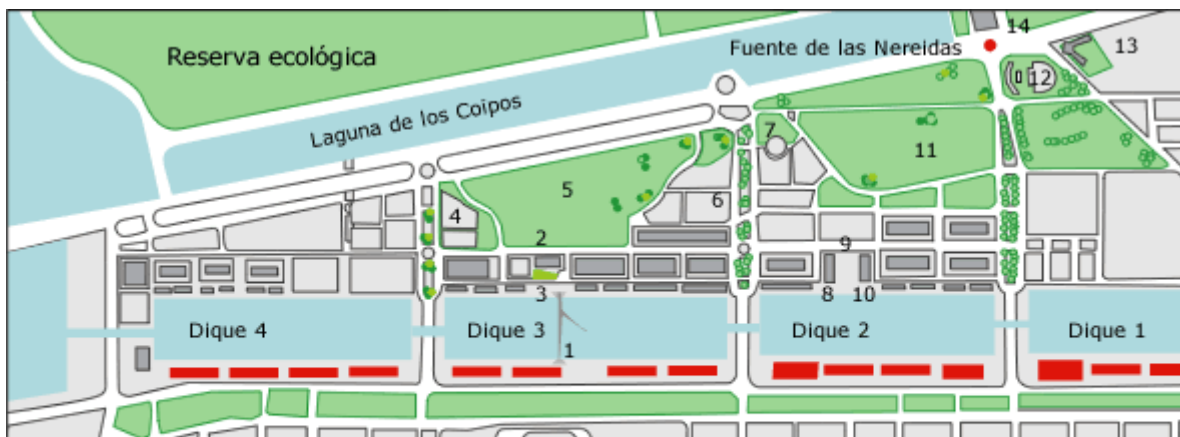 14
Fuente de las Nereidas
13
Reserva ecológica
12
Laguna de los Coipos
7
11
5
6
4
2
9
3
8
10
Dique 4
Dique 3
Dique 2
Dique 1
1